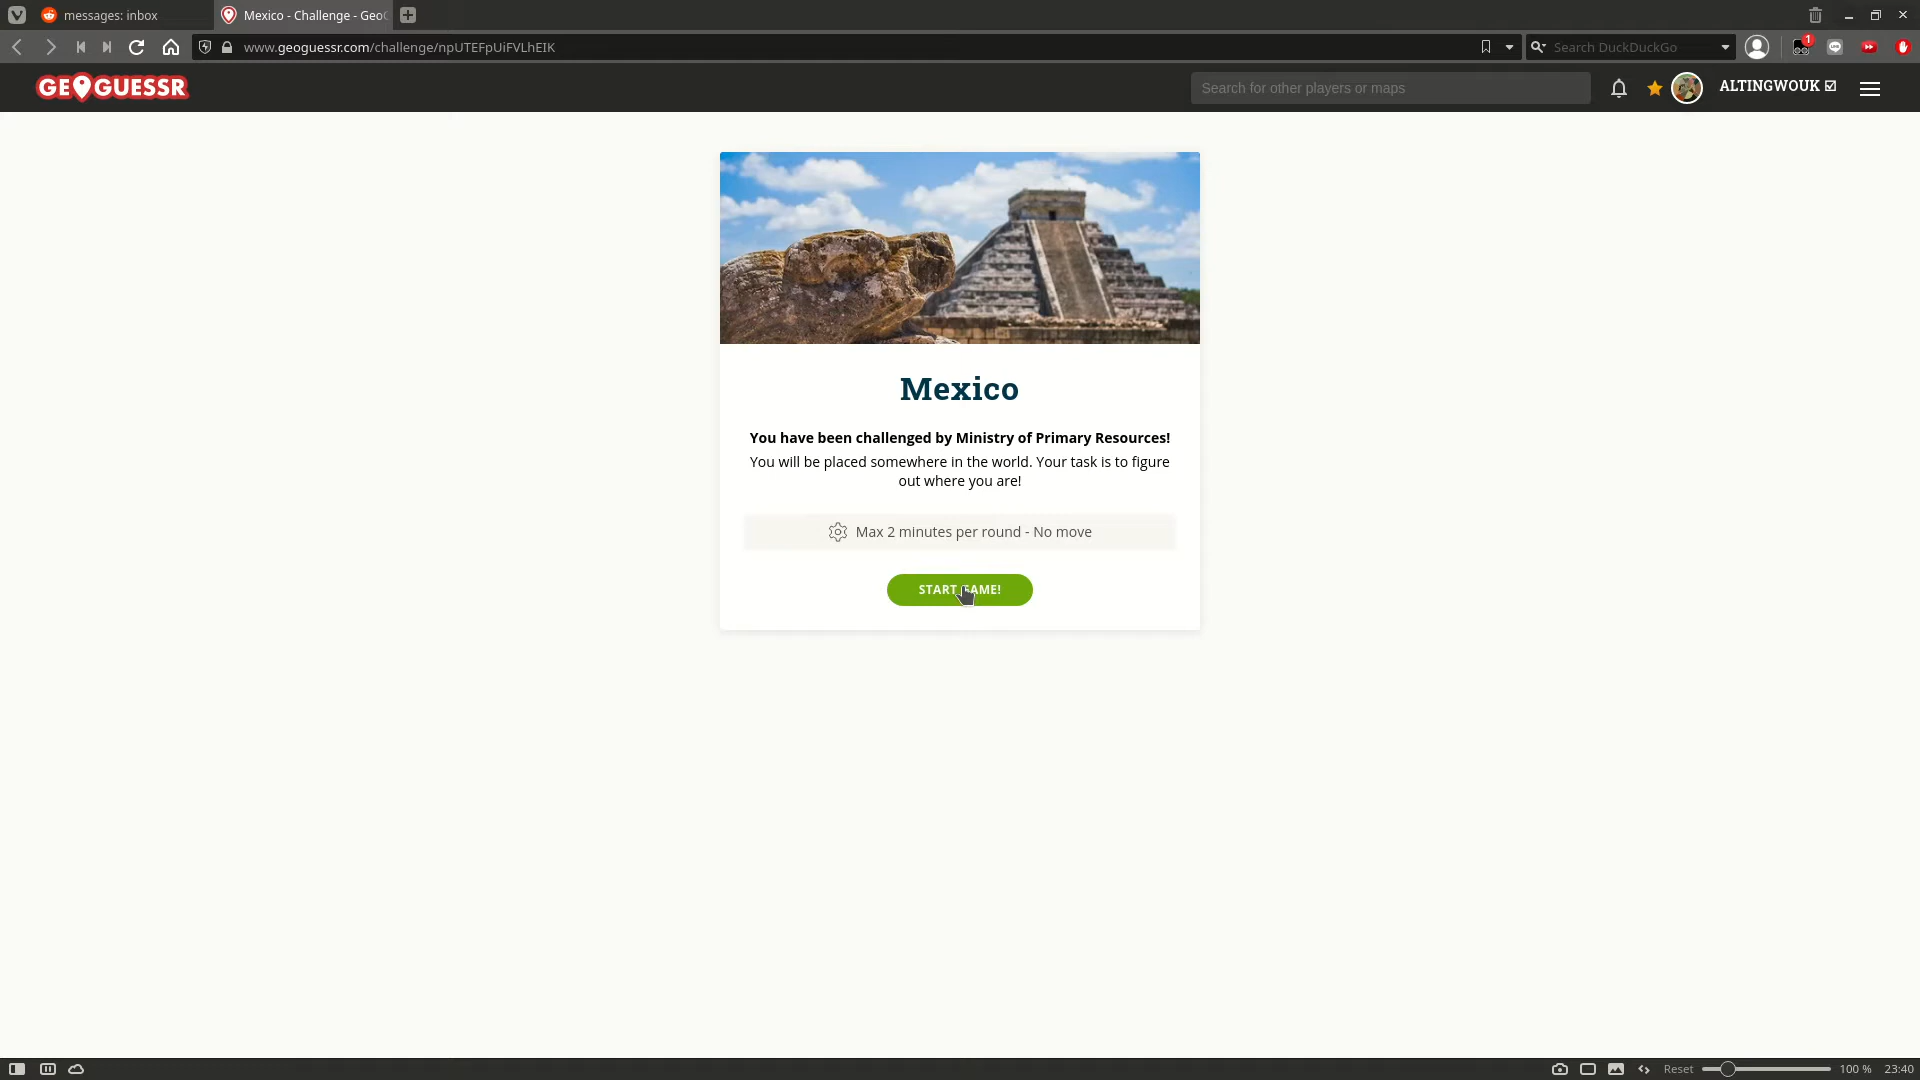 messages: inbox
Mexico - Challenge - Geo
www.geoguessr.com/challenge/npUTEFpUiFVLhEIK
Search DuckDuckGo
1
GEOGUESSR
Search for other players or maps
ALTINGWOUK ☑
Mexico
You have been challenged by Ministry of Primary Resources!
You will be placed somewhere in the world. Your task is to figure
out where you are!
Max 2 minutes per round - No move
START GAME!
Reset
100 %
23:40